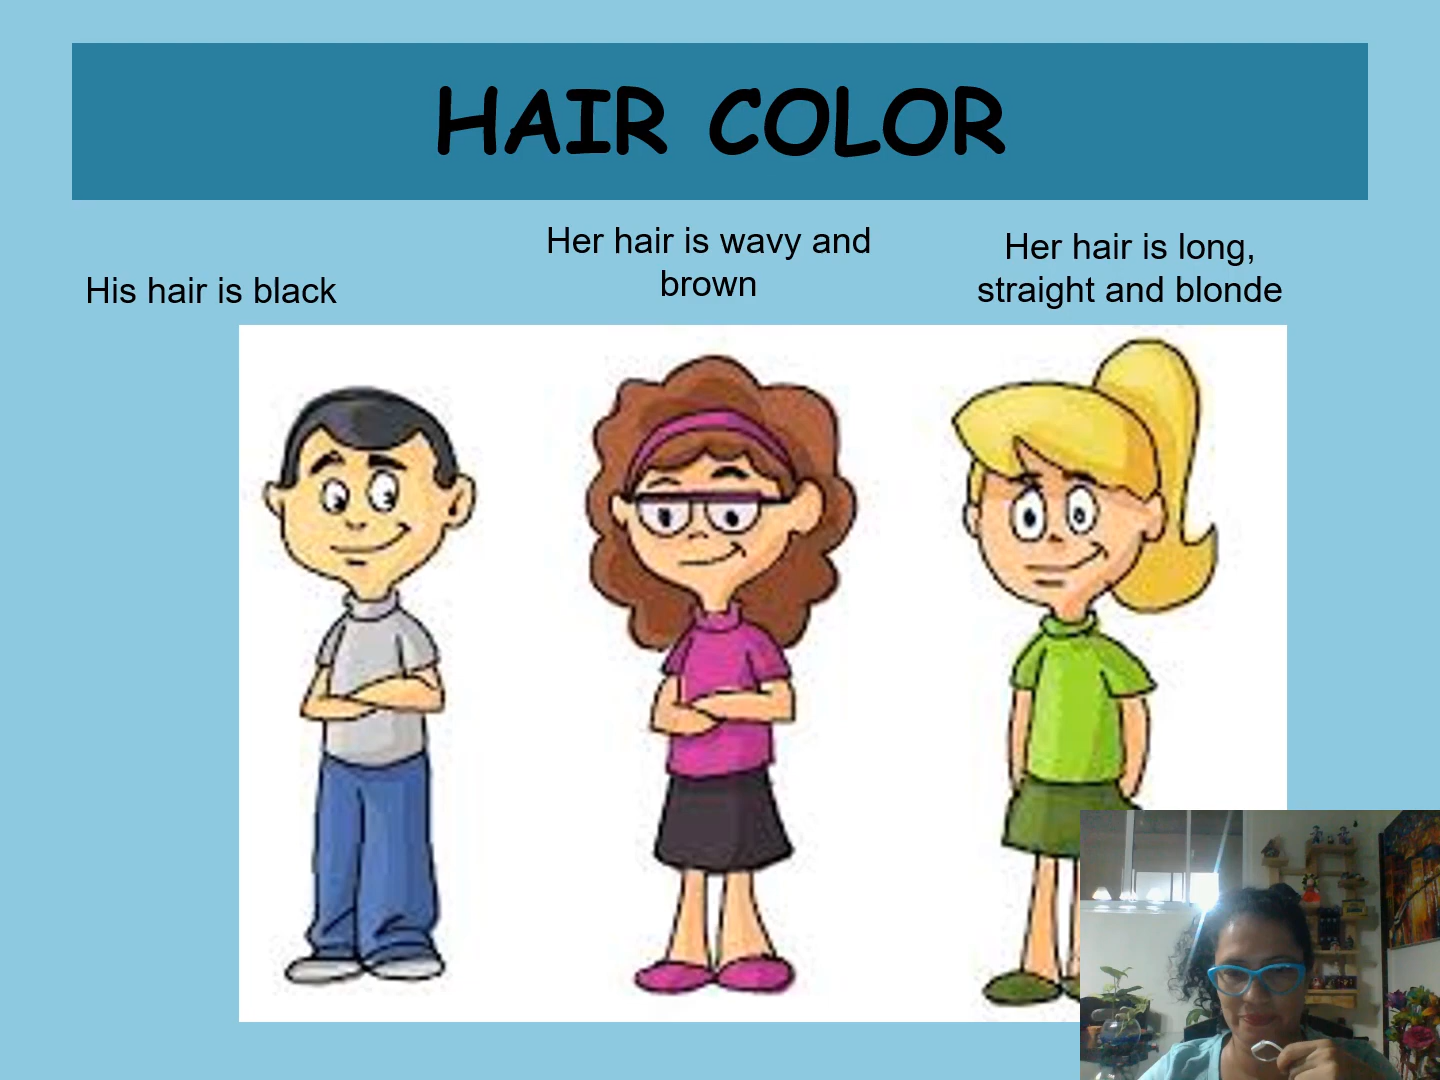 HAIR COLOR
His hair is black
Her hair is wavy and
brown
Her hair is long,
straight and blonde